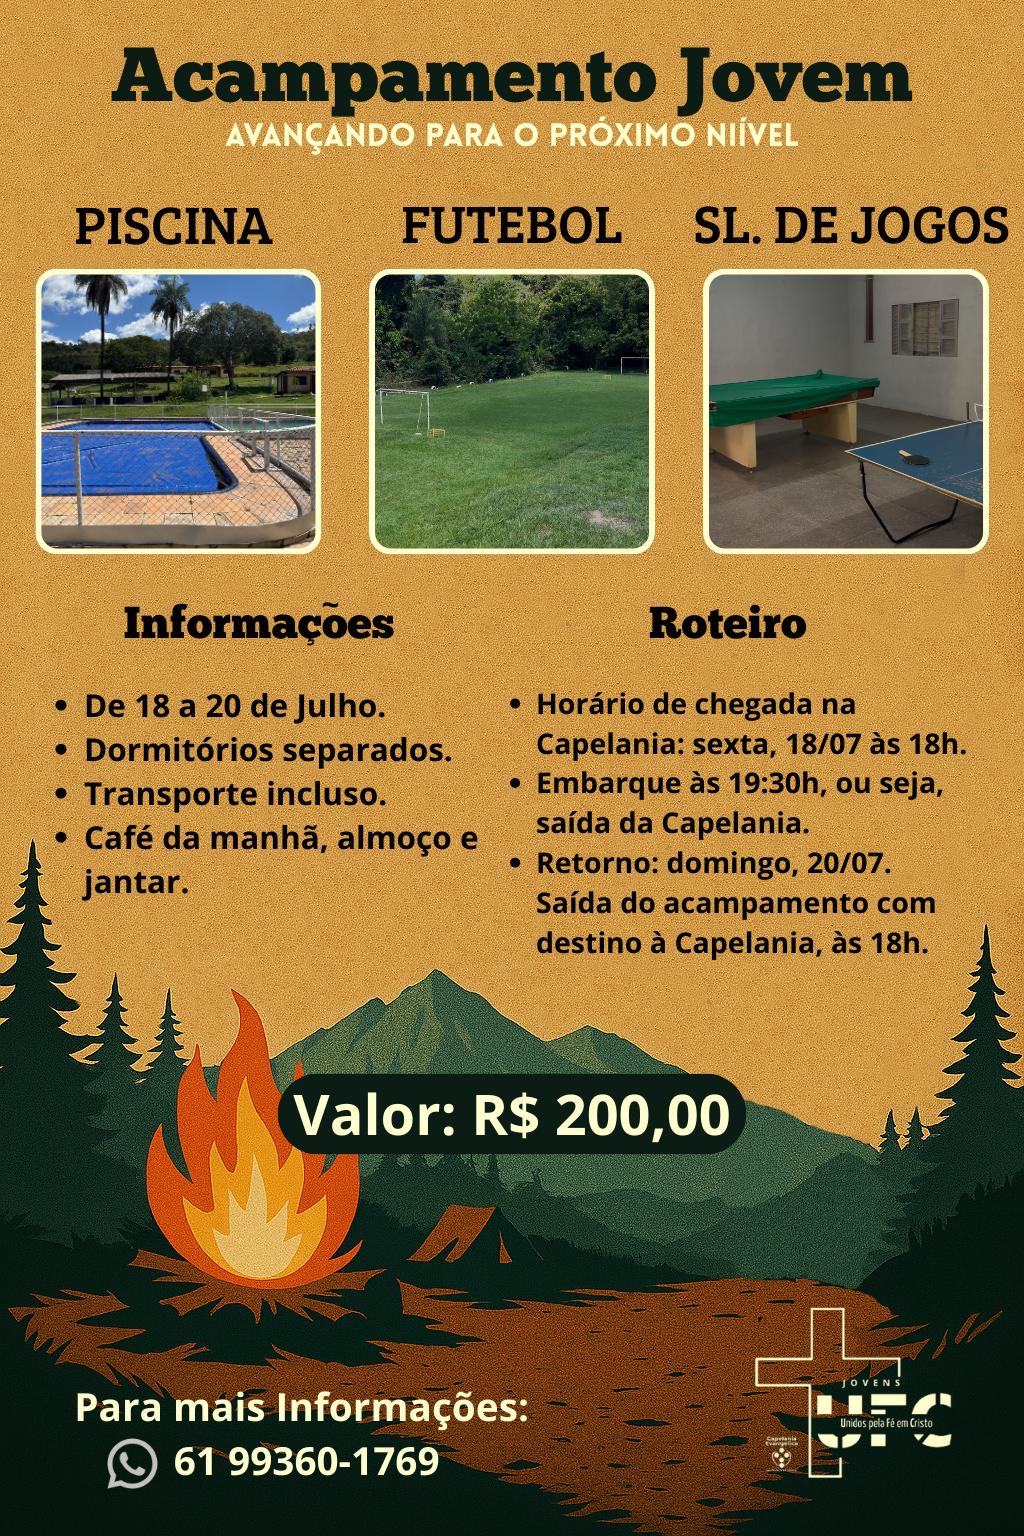 Acampamento Jovem
AVANÇANDO PARA O PRÓXIMO NIÍVEL
PISCINA
FUTEBOL
SL. DE JOGOS
Informações
• De 18 a 20 de Julho.
• Dormitórios separados.
• Transporte incluso.
• Café da manhã, almoço e
jantar.
Roteiro
• Horário de chegada na
Capelania: sexta, 18/07 às 18h.
• Embarque às 19:30h, ou seja,
saída da Capelania.
• Retorno: domingo, 20/07.
Saída do acampamento com
destino à Capelania, às 18h.
Valor: R$ 200,00
Para mais Informações:
61 99360-1769
JOVENS
UFC
Unidos pela Fé em Cristo
Capelania
Evangélica